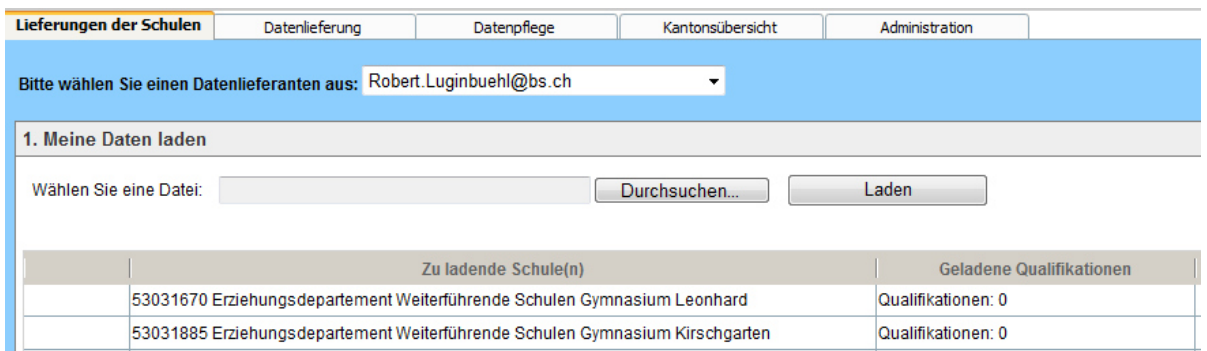 Lieferungen der Schulen Datenlieferung Datenpflege Kantonsübersicht Administration
Bitte wählen Sie einen Datenlieferanten aus: Robert.Luginbuehl@bs.ch
1. Meine Daten laden
Wählen Sie eine Datei: Durchsuchen... Laden
Zu ladende Schule(n) Geladene Qualifikationen
53031670 Erziehungsdepartement Weiterführende Schulen Gymnasium Leonhard Qualifikationen: 0
53031885 Erziehungsdepartement Weiterführende Schulen Gymnasium Kirschgarten Qualifikationen: 0